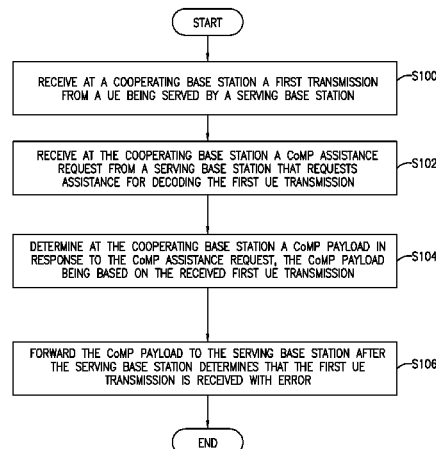 START
RECEIVE AT A COOPERATING BASE STATION A FIRST TRANSMISSION
FROM A UE BEING SERVED BY A SERVING BASE STATION
S100
RECEIVE AT THE COOPERATING BASE STATION A CoMP ASSISTANCE
REQUEST FROM A SERVING BASE STATION THAT REQUESTS
ASSISTANCE FOR DECODING THE FIRST UE TRANSMISSION
S102
DETERMINE AT THE COOPERATING BASE STATION A CoMP PAYLOAD IN
RESPONSE TO THE CoMP ASSISTANCE REQUEST, THE CoMP PAYLOAD
BEING BASED ON THE RECEIVED FIRST UE TRANSMISSION
S104
FORWARD THE CoMP PAYLOAD TO THE SERVING BASE STATION AFTER
THE SERVING BASE STATION DETERMINES THAT THE FIRST UE
TRANSMISSION IS RECEIVED WITH ERROR
S106
END